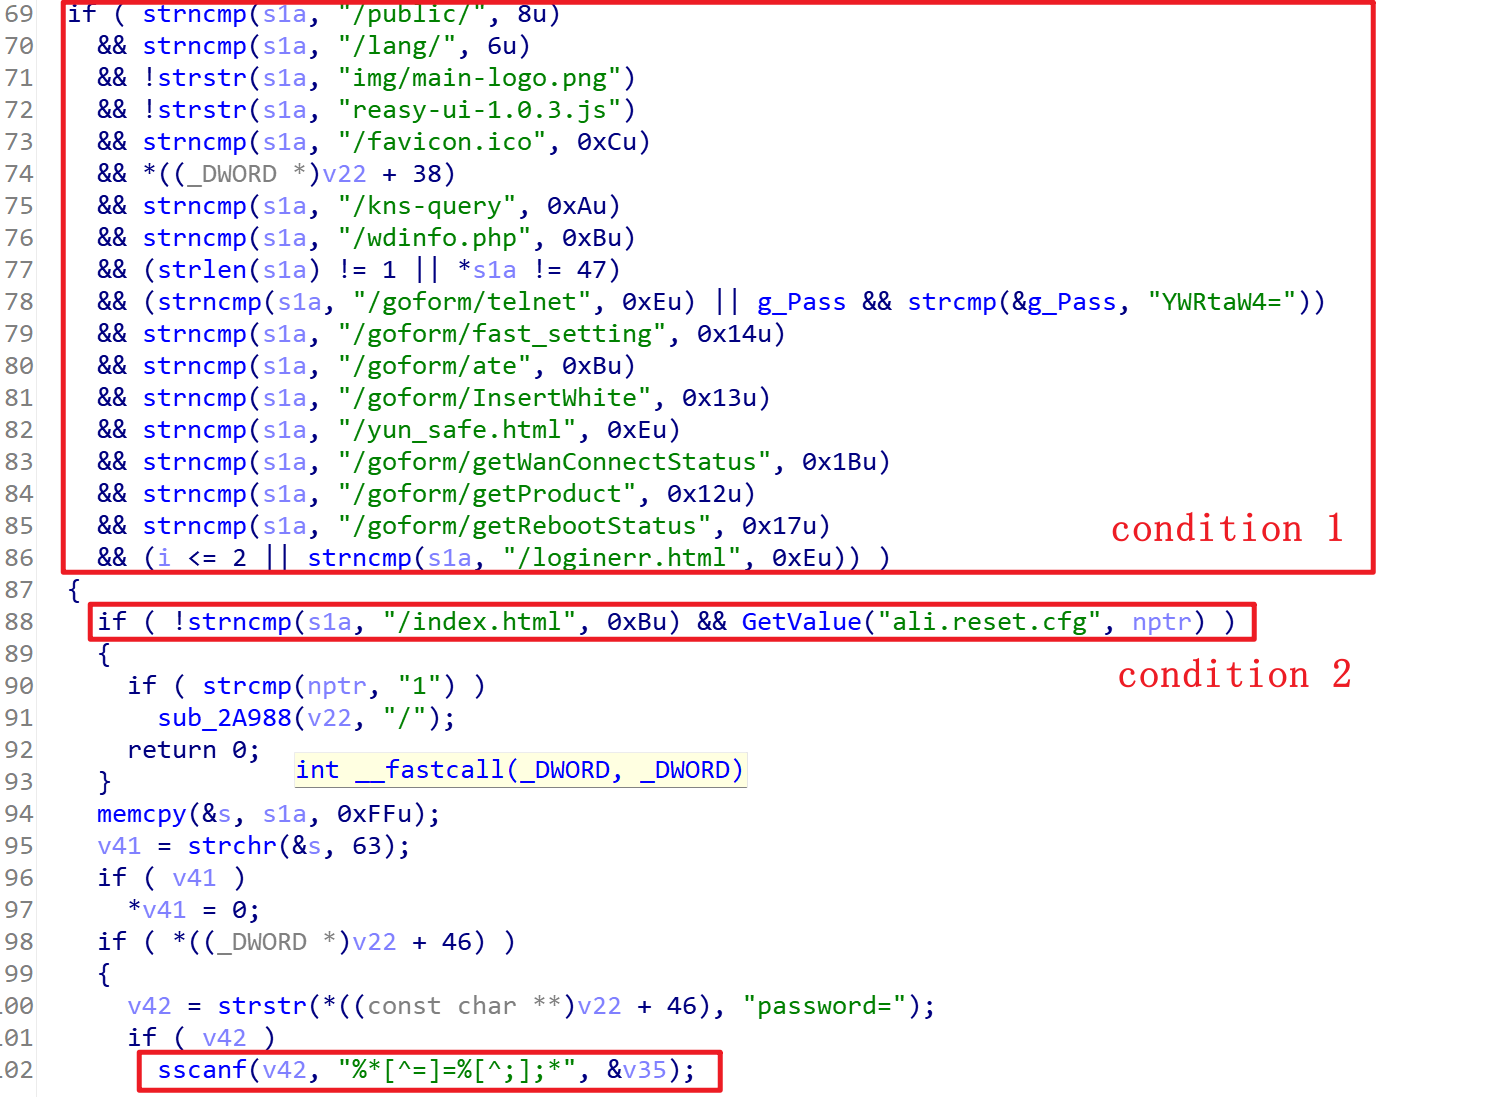 69 if ( strncmp(s1a, "/public/", 8u)
70 && strncmp(s1a, "/lang/", 6u)
71 && !strstr(s1a, "img/main-logo.png")
72 && !strstr(s1a, "reasy-ui-1.0.3.js")
73 && strncmp(s1a, "/favicon.ico", 0xCu)
74 && *((_DWORD *)v22 + 38)
75 && strncmp(s1a, "/kns-query", 0xAu)
76 && strncmp(s1a, "/wdinfo.php", 0xBu)
77 && (strlen(s1a) != 1 || *s1a != 47)
78 && (strncmp(s1a, "/goform/telnet", 0xEu) || g_Pass && strcmp(&g_Pass, "YWRtaW4="))
79 && strncmp(s1a, "/goform/fast_setting", 0x14u)
80 && strncmp(s1a, "/goform/ate", 0xBu)
81 && strncmp(s1a, "/goform/InsertWhite", 0x13u)
82 && strncmp(s1a, "/yun_safe.html", 0xEu)
83 && strncmp(s1a, "/goform/getWanConnectStatus", 0x1Bu)
84 && strncmp(s1a, "/goform/getProduct", 0x12u)
85 && strncmp(s1a, "/goform/getRebootStatus", 0x17u)
condition 1
86 && (i <= 2 || strncmp(s1a, "/loginerr.html", 0xEu)) )
87 {
88 if ( !strncmp(s1a, "/index.html", 0xBu) && GetValue("ali.reset.cfg", nptr) )
89 {
condition 2
90 if ( strcmp(nptr, "1") )
91 sub_2A988(v22, "/");
92 return 0;
int __fastcall(_DWORD, _DWORD)
93 }
94 memcpy(&s, s1a, 0xFFu);
95 v41 = strchr(&s, 63);
96 if ( v41 )
97 *v41 = 0;
98 if ( *((_DWORD *)v22 + 46) )
99 {
00 v42 = strstr(*((const char **)v22 + 46), "password=");
01 if ( v42 )
02 sscanf(v42, "%*[^=]=%[^;];*", &v35);